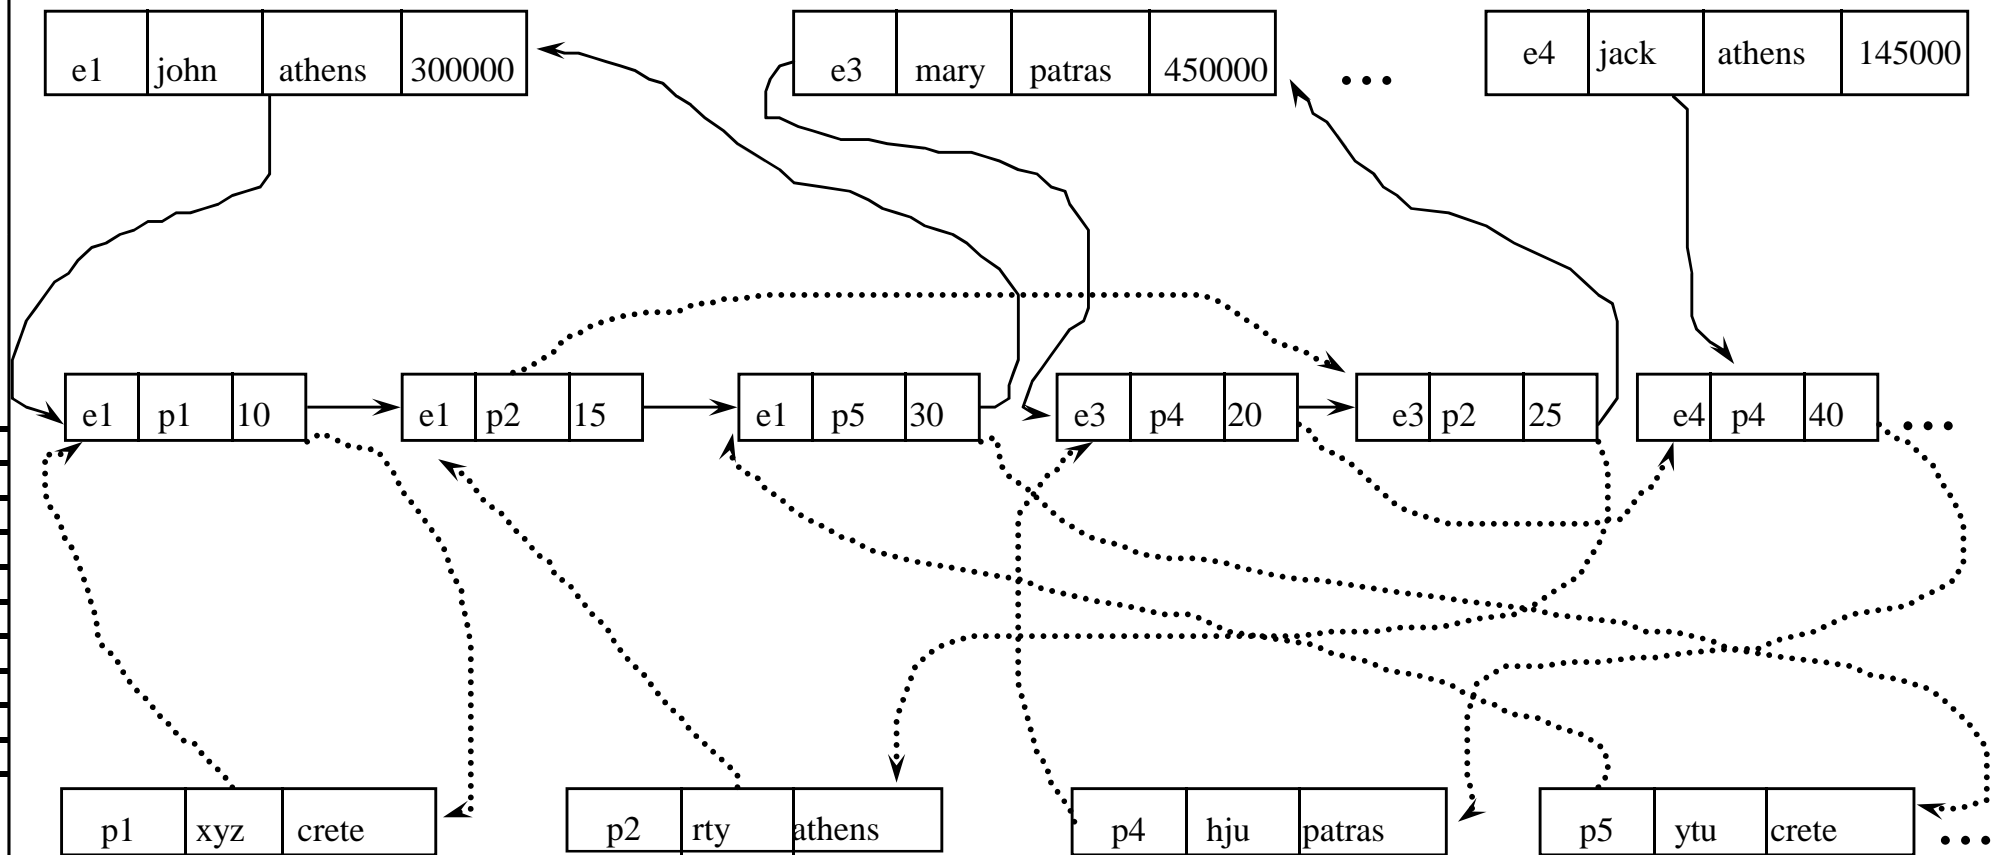 e1 john athens 300000 e3 mary patras 450000 ... e4 jack athens 145000
e1 p1 10 e1 p2 15 e1 p5 30 e3 p4 20 e3 p2 25 e4 p4 40 ...
p1 xyz crete p2 rty athens p4 hju patras p5 ytu crete ...